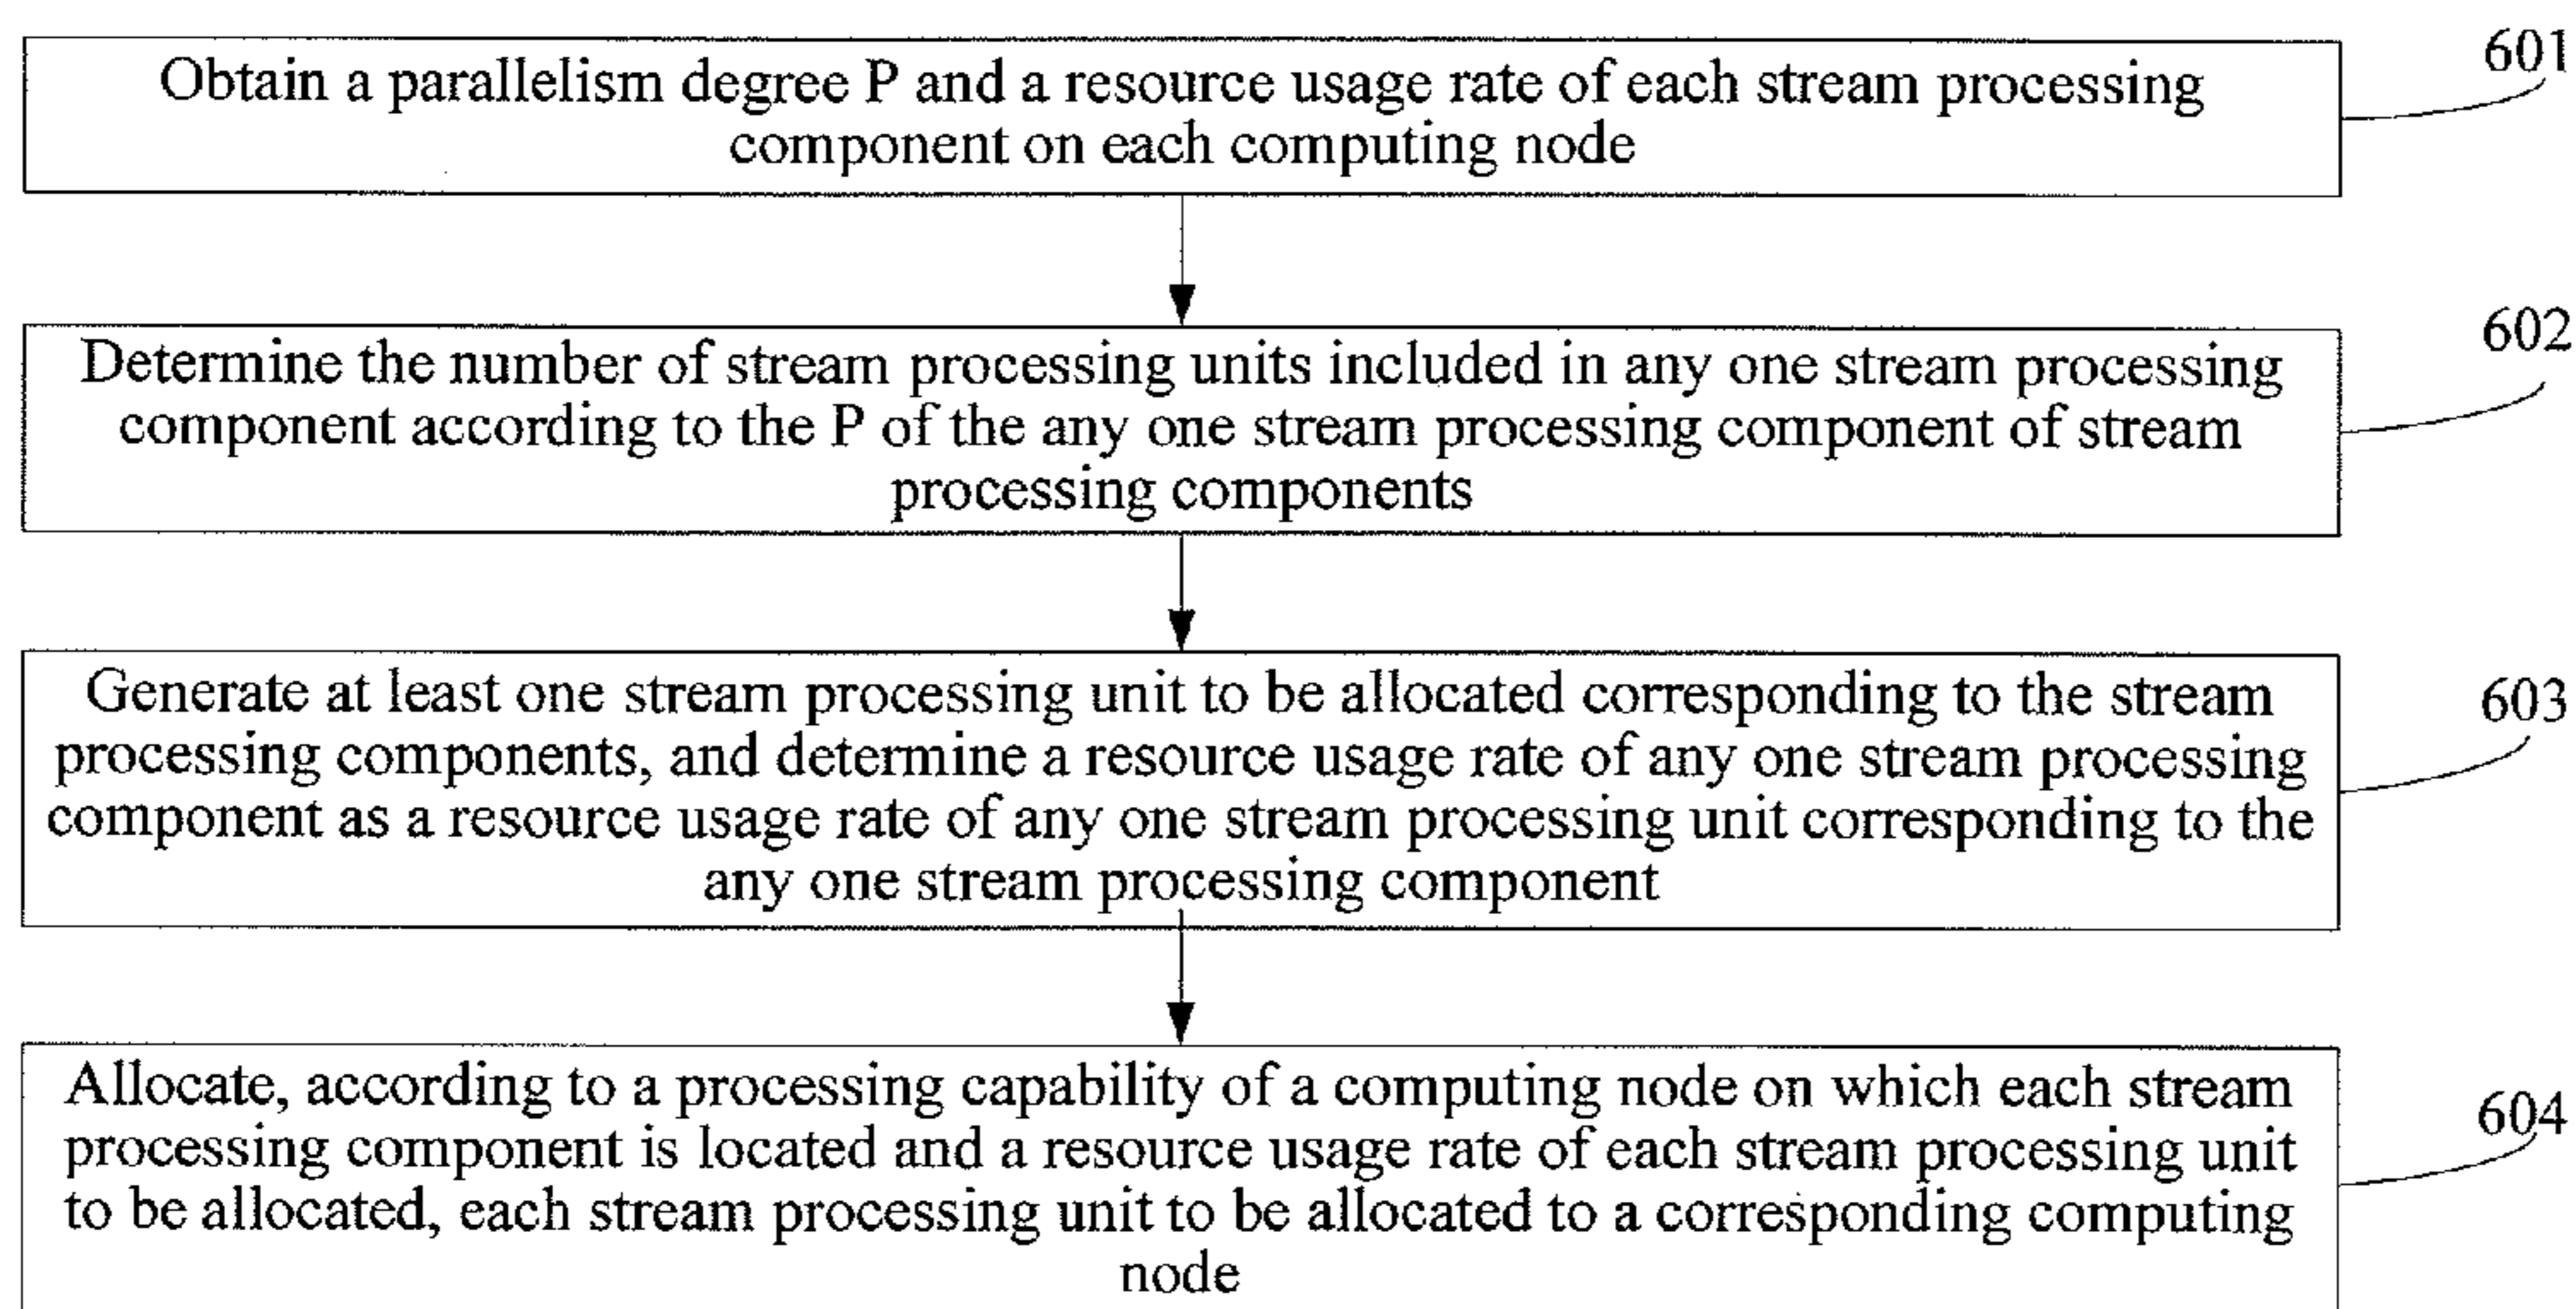 601
Obtain a parallelism degree P and a resource usage rate of each stream processing
component on each computing node
602
Determine the number of stream processing units included in any one stream processing
component according to the P of the any one stream processing component of stream
processing components
603
Generate at least one stream processing unit to be allocated corresponding to the stream
processing components, and determine a resource usage rate of any one stream processing
component as a resource usage rate of any one stream processing unit corresponding to the
any one stream processing component
604
Allocate, according to a processing capability of a computing node on which each stream
processing component is located and a resource usage rate of each stream processing unit
to be allocated, each stream processing unit to be allocated to a corresponding computing
node